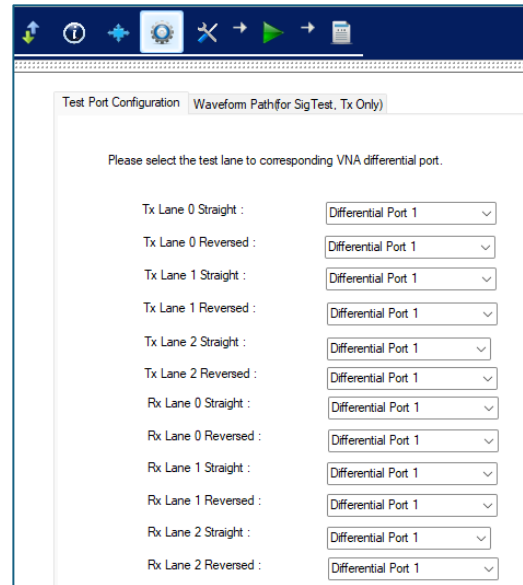 Test Port Configuration Waveform Path(for SigTest, Tx Only)
Please select the test lane to corresponding VNA differential port.
Tx Lane 0 Straight : Differential Port 1
Tx Lane 0 Reversed : Differential Port 1
Tx Lane 1 Straight : Differential Port 1
Tx Lane 1 Reversed : Differential Port 1
Tx Lane 2 Straight : Differential Port 1
Tx Lane 2 Reversed : Differential Port 1
Rx Lane 0 Straight : Differential Port 1
Rx Lane 0 Reversed : Differential Port 1
Rx Lane 1 Straight : Differential Port 1
Rx Lane 1 Reversed : Differential Port 1
Rx Lane 2 Straight : Differential Port 1
Rx Lane 2 Reversed : Differential Port 1